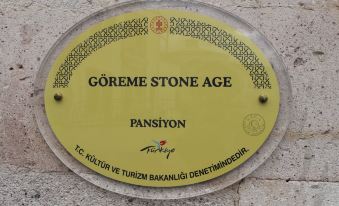 GÖREME STONE AGE
PANSİYON
Türkiye
T.C. KÜLTÜR VE TURİZM BAKANLIĞI DENETİMİNDEDİR.